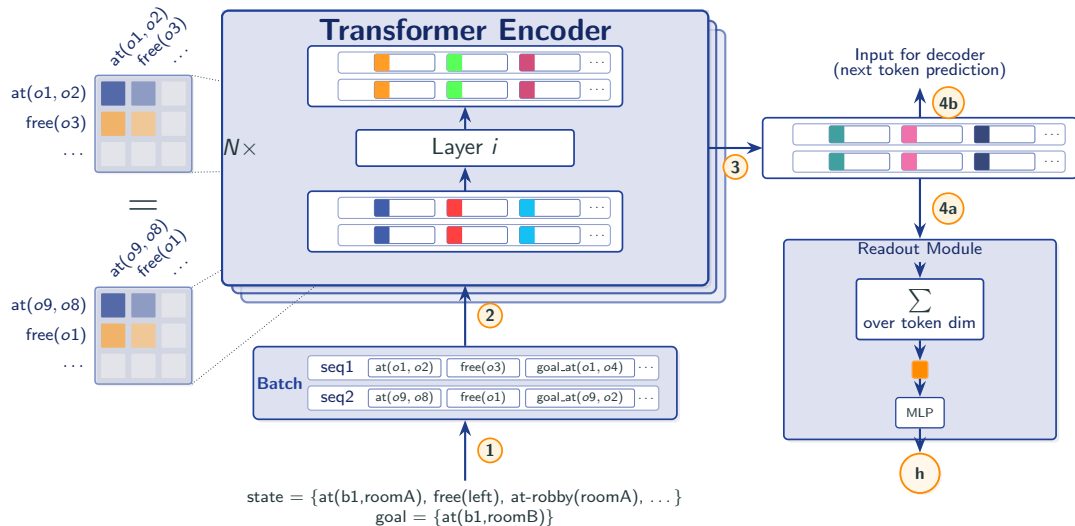 Transformer Encoder
at(o1, o2)
free(o3)
...
at(o1, o2)
free(o3)
...
N×
...
...
Layer i
...
...
=
at(o9, o8)
free(o1)
...
at(o9, o8)
free(o1)
...
3
Input for decoder
(next token prediction)
4b
...
...
4a
Readout Module
∑
over token dim
MLP
h
2
Batch
seq1 at(o1, o2) free(o3) goal_at(o1, o4) ...
seq2 at(o9, o8) free(o1) goal_at(o9, o2) ...
1
state = {at(b1,roomA), free(left), at-robby(roomA), ...}
goal = {at(b1,roomB)}